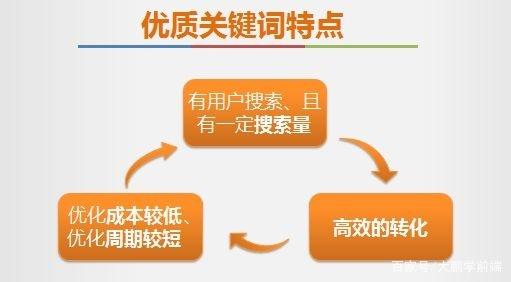 优质关键词特点
有用户搜索、且
有一定搜索量
优化成本较低、
优化周期较短
高效的转化
百家号/大鹏学前端